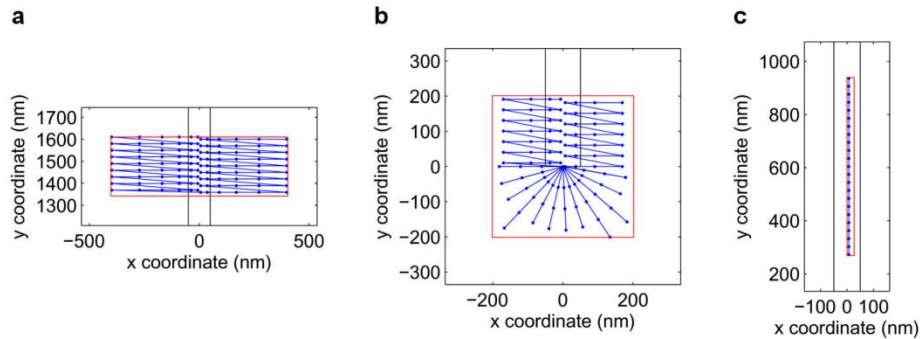 a
1700
1600
1500
1400
1300
y coordinate (nm)
−500
0
500
x coordinate (nm)
b
300
200
100
0
−100
−200
−300
y coordinate (nm)
−200
0
200
x coordinate (nm)
c
1000
800
600
400
200
y coordinate (nm)
−100
0
100
x coordinate (nm)